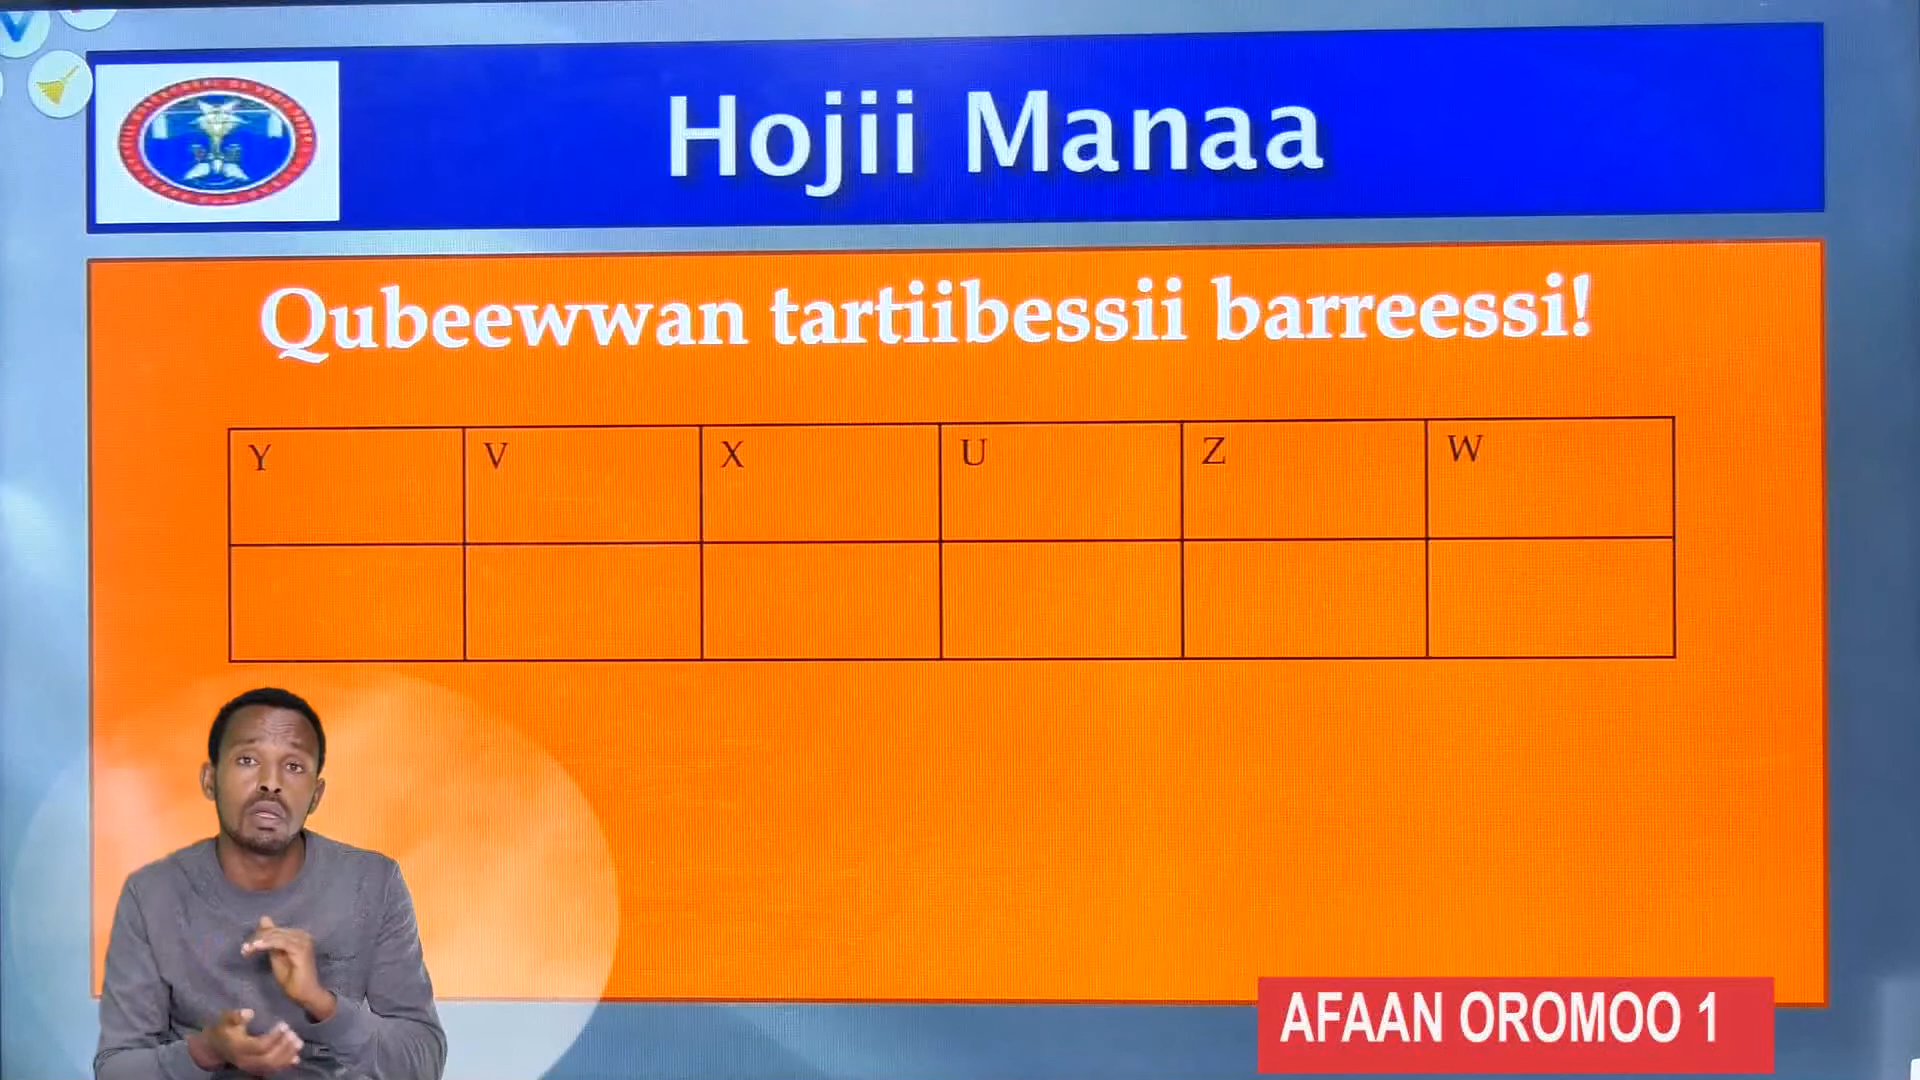 Hojii Manaa
Qubeewwan tartiibessii barreessi!
Y V X U Z W
AFAAN OROMOO 1